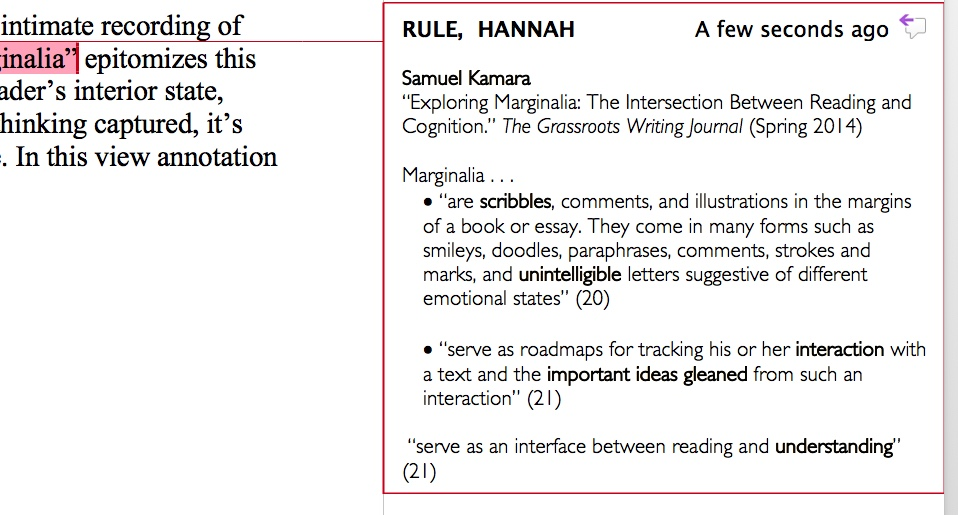 intimate recording of
ginalia” epitomizes this
ader’s interior state,
hinking captured, it’s
. In this view annotation
RULE, HANNAH A few seconds ago
Samuel Kamara
“Exploring Marginalia: The Intersection Between Reading and
Cognition.” The Grassroots Writing Journal (Spring 2014)
Marginalia . . .
• “are scribbles, comments, and illustrations in the margins
of a book or essay. They come in many forms such as
smileys, doodles, paraphrases, comments, strokes and
marks, and unintelligible letters suggestive of different
emotional states” (20)
• “serve as roadmaps for tracking his or her interaction with
a text and the important ideas gleaned from such an
interaction” (21)
“serve as an interface between reading and understanding”
(21)